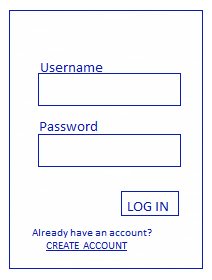 Username
Password
LOG IN
Already have an account?
CREATE ACCOUNT